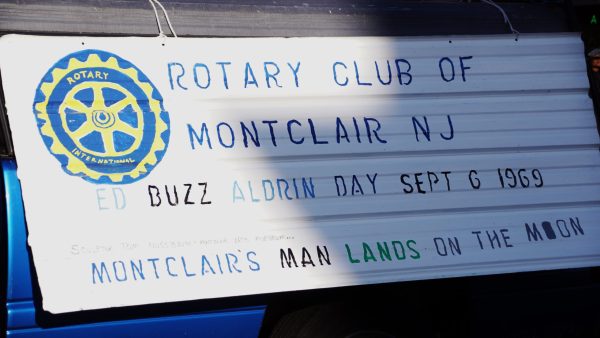 ROTARY
INTERNATIONAL
ROTARY CLUB OF
MONTCLAIR NJ
ED BUZZ ALDRIN DAY SEPT 6 1969
MONTCLAIR'S MAN LANDS ON THE MOON